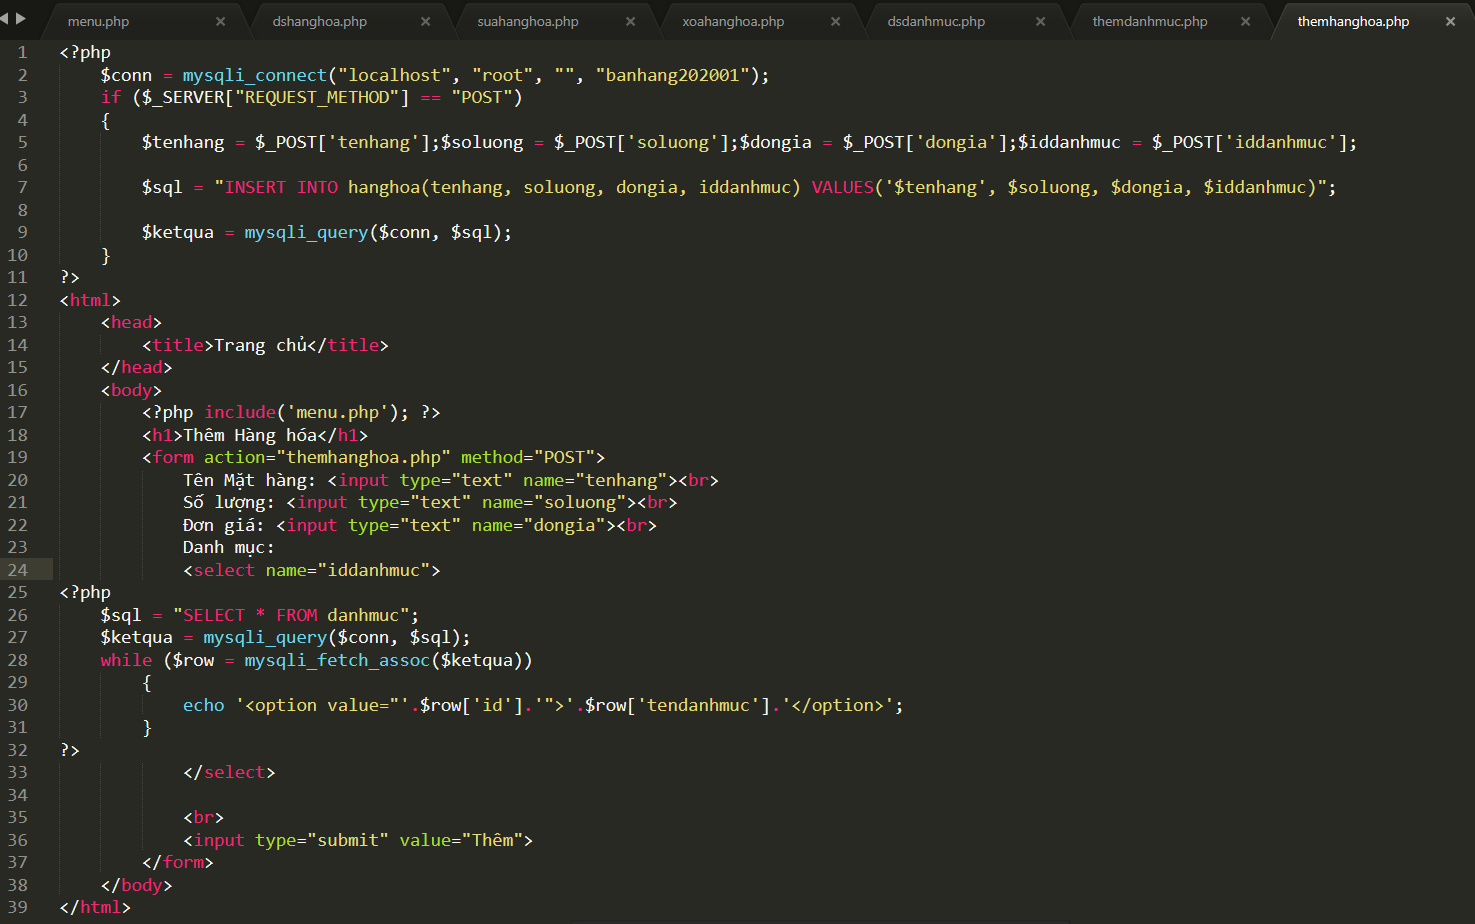 menu.php × dshanghoa.php × suahanghoa.php × xoahanghoa.php × dsdanhmuc.php × themdanhmuc.php × themhanghoa.php ×
1 <?php
2 $conn = mysqli_connect("localhost", "root", "", "banhang202001");
3 if ($_SERVER["REQUEST_METHOD"] == "POST")
4 {
5 $tenhang = $_POST['tenhang'];$soluong = $_POST['soluong'];$dongia = $_POST['dongia'];$iddanhmuc = $_POST['iddanhmuc'];
6
7 $sql = "INSERT INTO hanghoa(tenhang, soluong, dongia, iddanhmuc) VALUES('$tenhang', $soluong, $dongia, $iddanhmuc)";
8
9 $ketqua = mysqli_query($conn, $sql);
10 }
11 ?>
12 <html>
13 <head>
14 <title>Trang chủ</title>
15 </head>
16 <body>
17 <?php include('menu.php'); ?>
18 <h1>Thêm Hàng hóa</h1>
19 <form action="themhanghoa.php" method="POST">
20 Tên Mặt hàng: <input type="text" name="tenhang"><br>
21 Số lượng: <input type="text" name="soluong"><br>
22 Đơn giá: <input type="text" name="dongia"><br>
23 Danh mục:
24 <select name="iddanhmuc">
25 <?php
26 $sql = "SELECT * FROM danhmuc";
27 $ketqua = mysqli_query($conn, $sql);
28 while ($row = mysqli_fetch_assoc($ketqua))
29 {
30 echo '<option value="'.$row['id'].'">'.$row['tendanhmuc'].'</option>';
31 }
32 ?>
33 </select>
34
35 <br>
36 <input type="submit" value="Thêm">
37 </form>
38 </body>
39 </html>